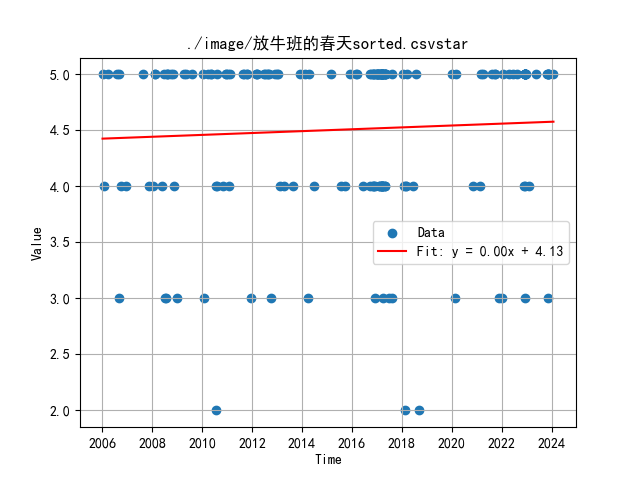 ./image/放牛班的春天sorted.csvstar
5.0
4.5
4.0
3.5
3.0
2.5
2.0
Value
Data
Fit: y = 0.00x + 4.13
2006 2008 2010 2012 2014 2016 2018 2020 2022 2024
Time